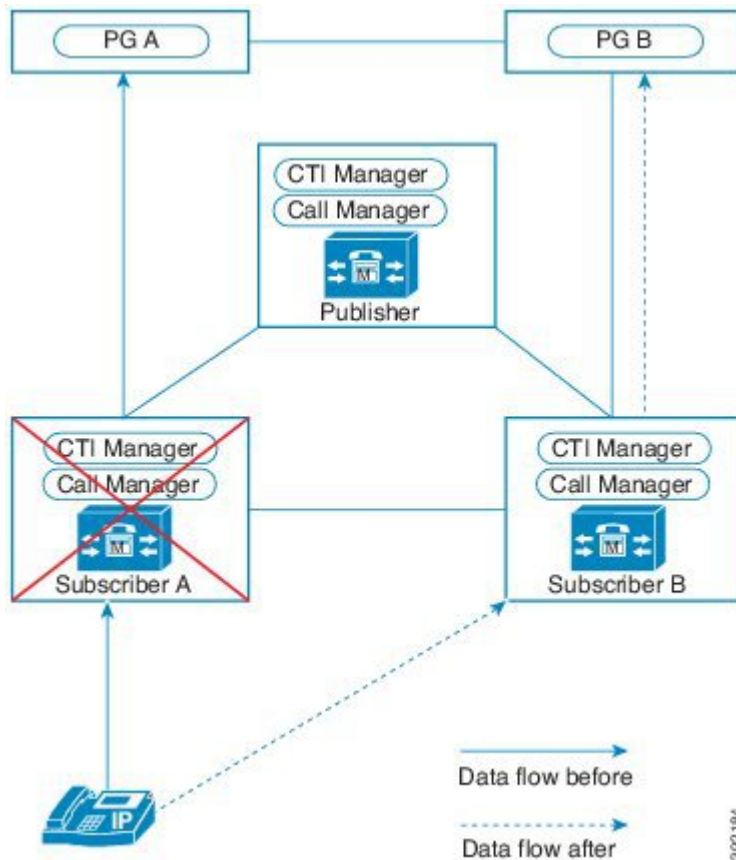 PG A
PG B
CTI Manager
Call Manager
M
Publisher
CTI Manager
Call Manager
M
Subscriber A
CTI Manager
Call Manager
M
Subscriber B
IP
Data flow before
Data flow after